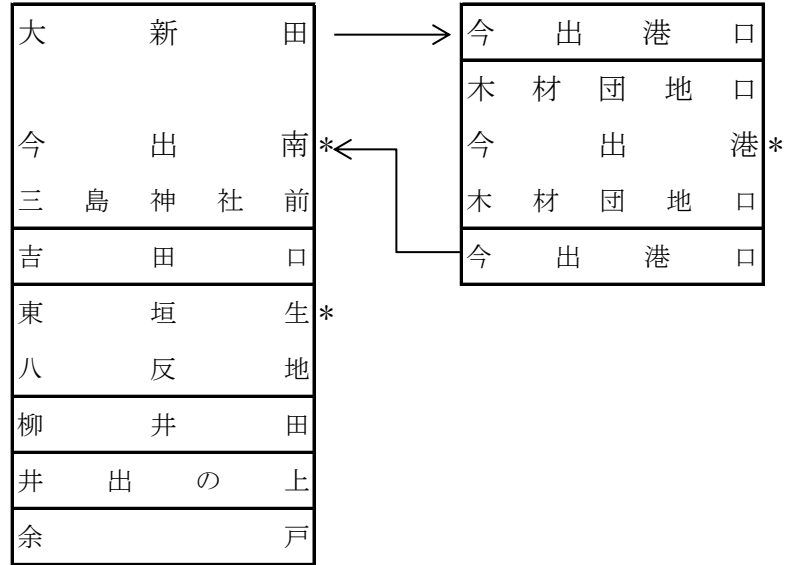 大新田
今出南*
三島神社前
吉田口
東垣生*
八反地
柳井田
井出の上
余戸
今出港口
木材団地口
今出港*
木材団地口
今出港口